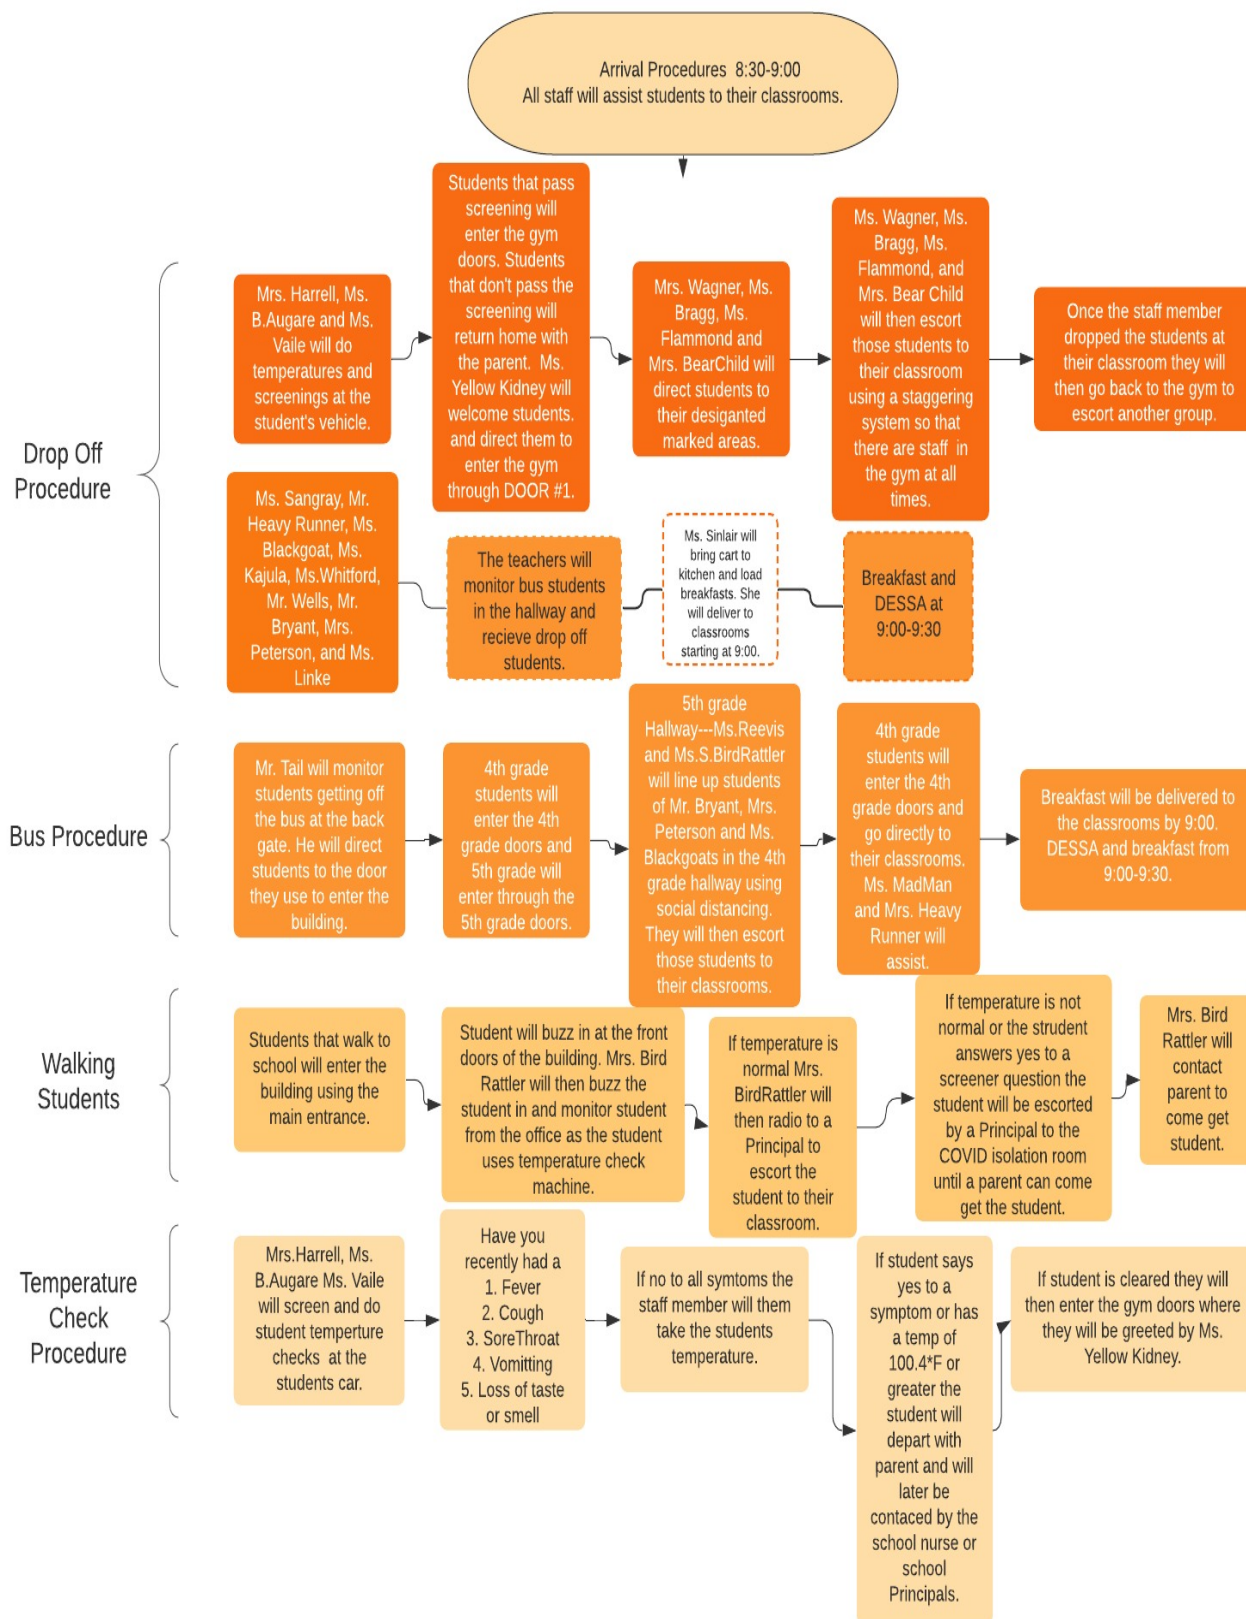 Arrival Procedures  8:30-9:00
All staff will assist students to their classrooms.
Drop Off
Procedure
Mrs. Harrell, Ms.
B.Augare and Ms.
Vaile will do
temperatures and
screenings at the
student's vehicle.
Students that pass
screening will
enter the gym
doors. Students
that don't pass the
screening will
return home with
the parent.  Ms.
Yellow Kidney will
welcome students.
and direct them to
enter the gym
through DOOR #1.
Mrs. Wagner, Ms.
Bragg, Ms.
Flammond and
Mrs. BearChild will
direct students to
their desiganted
marked areas.
Ms. Wagner, Ms.
Bragg, Ms.
Flammond, and
Mrs. Bear Child
will then escort
those students to
their classroom
using a staggering
system so that
there are staff  in
the gym at all
times.
Once the staff member
dropped the students at
their classroom they will
then go back to the gym to
escort another group.
Ms. Sangray, Mr.
Heavy Runner, Ms.
Blackgoat, Ms.
Kajula, Ms.Whitford,
Mr. Wells, Mr.
Bryant, Mrs.
Peterson, and Ms.
Linke
The teachers will
monitor bus students
in the hallway and
recieve drop off
students.
Ms. Sinlair will
bring cart to
kitchen and load
breakfasts. She
will deliver to
classrooms
starting at 9:00.
Breakfast and
DESSA at
9:00-9:30
Bus Procedure
Mr. Tail will monitor
students getting off
the bus at the back
gate. He will direct
students to the door
they use to enter the
building.
4th grade
students will
enter the 4th
grade doors and
5th grade will
enter through the
5th grade doors.
5th grade
Hallway---Ms.Reevis
and Ms.S.BirdRattler
will line up students
of Mr. Bryant, Mrs.
Peterson and Ms.
Blackgoats in the 4th
grade hallway using
social distancing.
They will then escort
those students to
their classrooms.
4th grade
students will
enter the 4th
grade doors and
go directly to
their classrooms.
Ms. MadMan
and Mrs. Heavy
Runner will
assist.
Breakfast will be delivered to
the classrooms by 9:00.
DESSA and breakfast from
9:00-9:30.
Walking
Students
Students that walk to
school will enter the
building using the
main entrance.
Student will buzz in at the front
doors of the building. Mrs. Bird
Rattler will then buzz the
student in and monitor student
from the office as the student
uses temperature check
machine.
If temperature is
normal Mrs.
BirdRattler will
then radio to a
Principal to
escort the
student to their
classroom.
If temperature is not
normal or the strudent
answers yes to a
screener question the
student will be escorted
by a Principal to the
COVID isolation room
until a parent can come
get the student.
Mrs. Bird
Rattler will
contact
parent to
come get
student.
Temperature
Check
Procedure
Mrs.Harrell, Ms.
B.Augare Ms. Vaile
will screen and do
student temperture
checks  at the
students car.
Have you
recently had a
1. Fever
2. Cough
3. SoreThroat
4. Vomitting
5. Loss of taste
or smell
If no to all symtoms the
staff member will them
take the students
temperature.
If student says
yes to a
symptom or has
a temp of
100.4*F or
greater the
student will
depart with
parent and will
later be
contaced by the
school nurse or
school
Principals.
If student is cleared they will
then enter the gym doors where
they will be greeted by Ms.
Yellow Kidney.